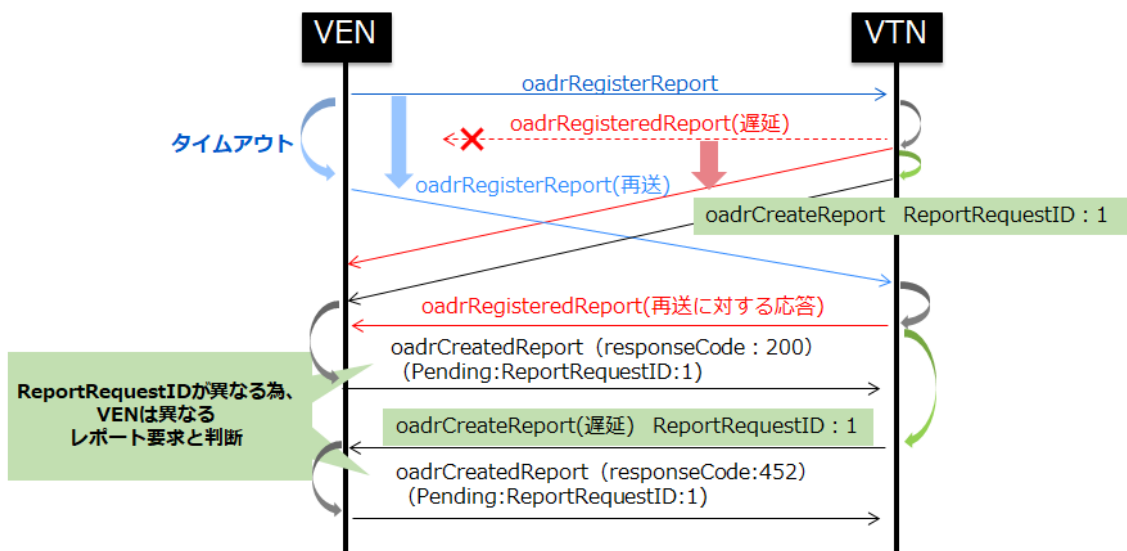 VEN
VTN
oadrRegisterReport
oadrRegisteredReport(遅延)
タイムアウト
oadrRegisterReport(再送)
oadrCreateReport ReportRequestID：1
oadrRegisteredReport(再送に対する応答)
oadrCreatedReport（responseCode：200）
（Pending:ReportRequestID:1)
ReportRequestIDが異なる為、
VENは異なる
レポート要求と判断
oadrCreateReport(遅延) ReportRequestID：1
oadrCreatedReport（responseCode:452）
（Pending:ReportRequestID:1)